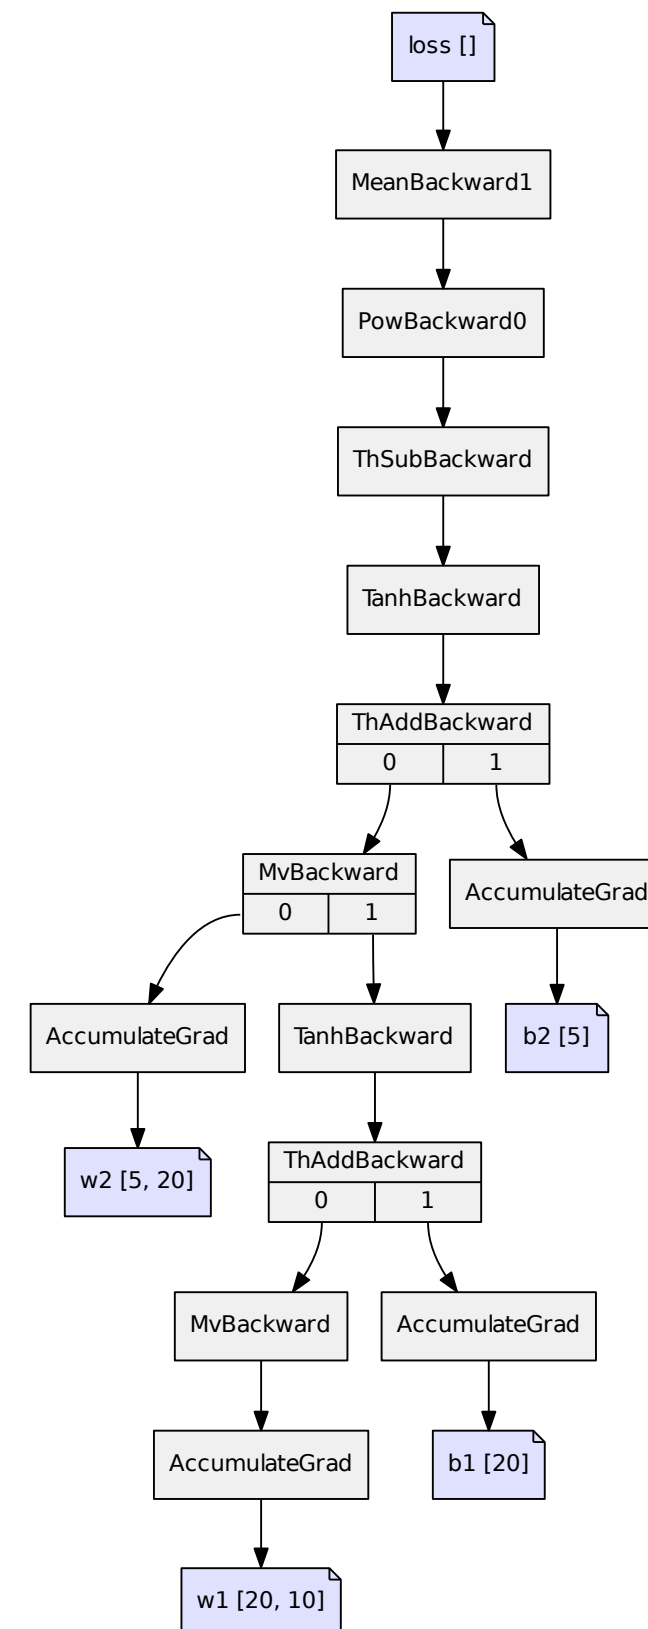 loss []
MeanBackward1
PowBackward0
ThSubBackward
TanhBackward
ThAddBackward
0 1
MvBackward
0 1
AccumulateGrad
AccumulateGrad
TanhBackward
b2 [5]
w2 [5, 20]
ThAddBackward
0 1
MvBackward
AccumulateGrad
AccumulateGrad
b1 [20]
w1 [20, 10]